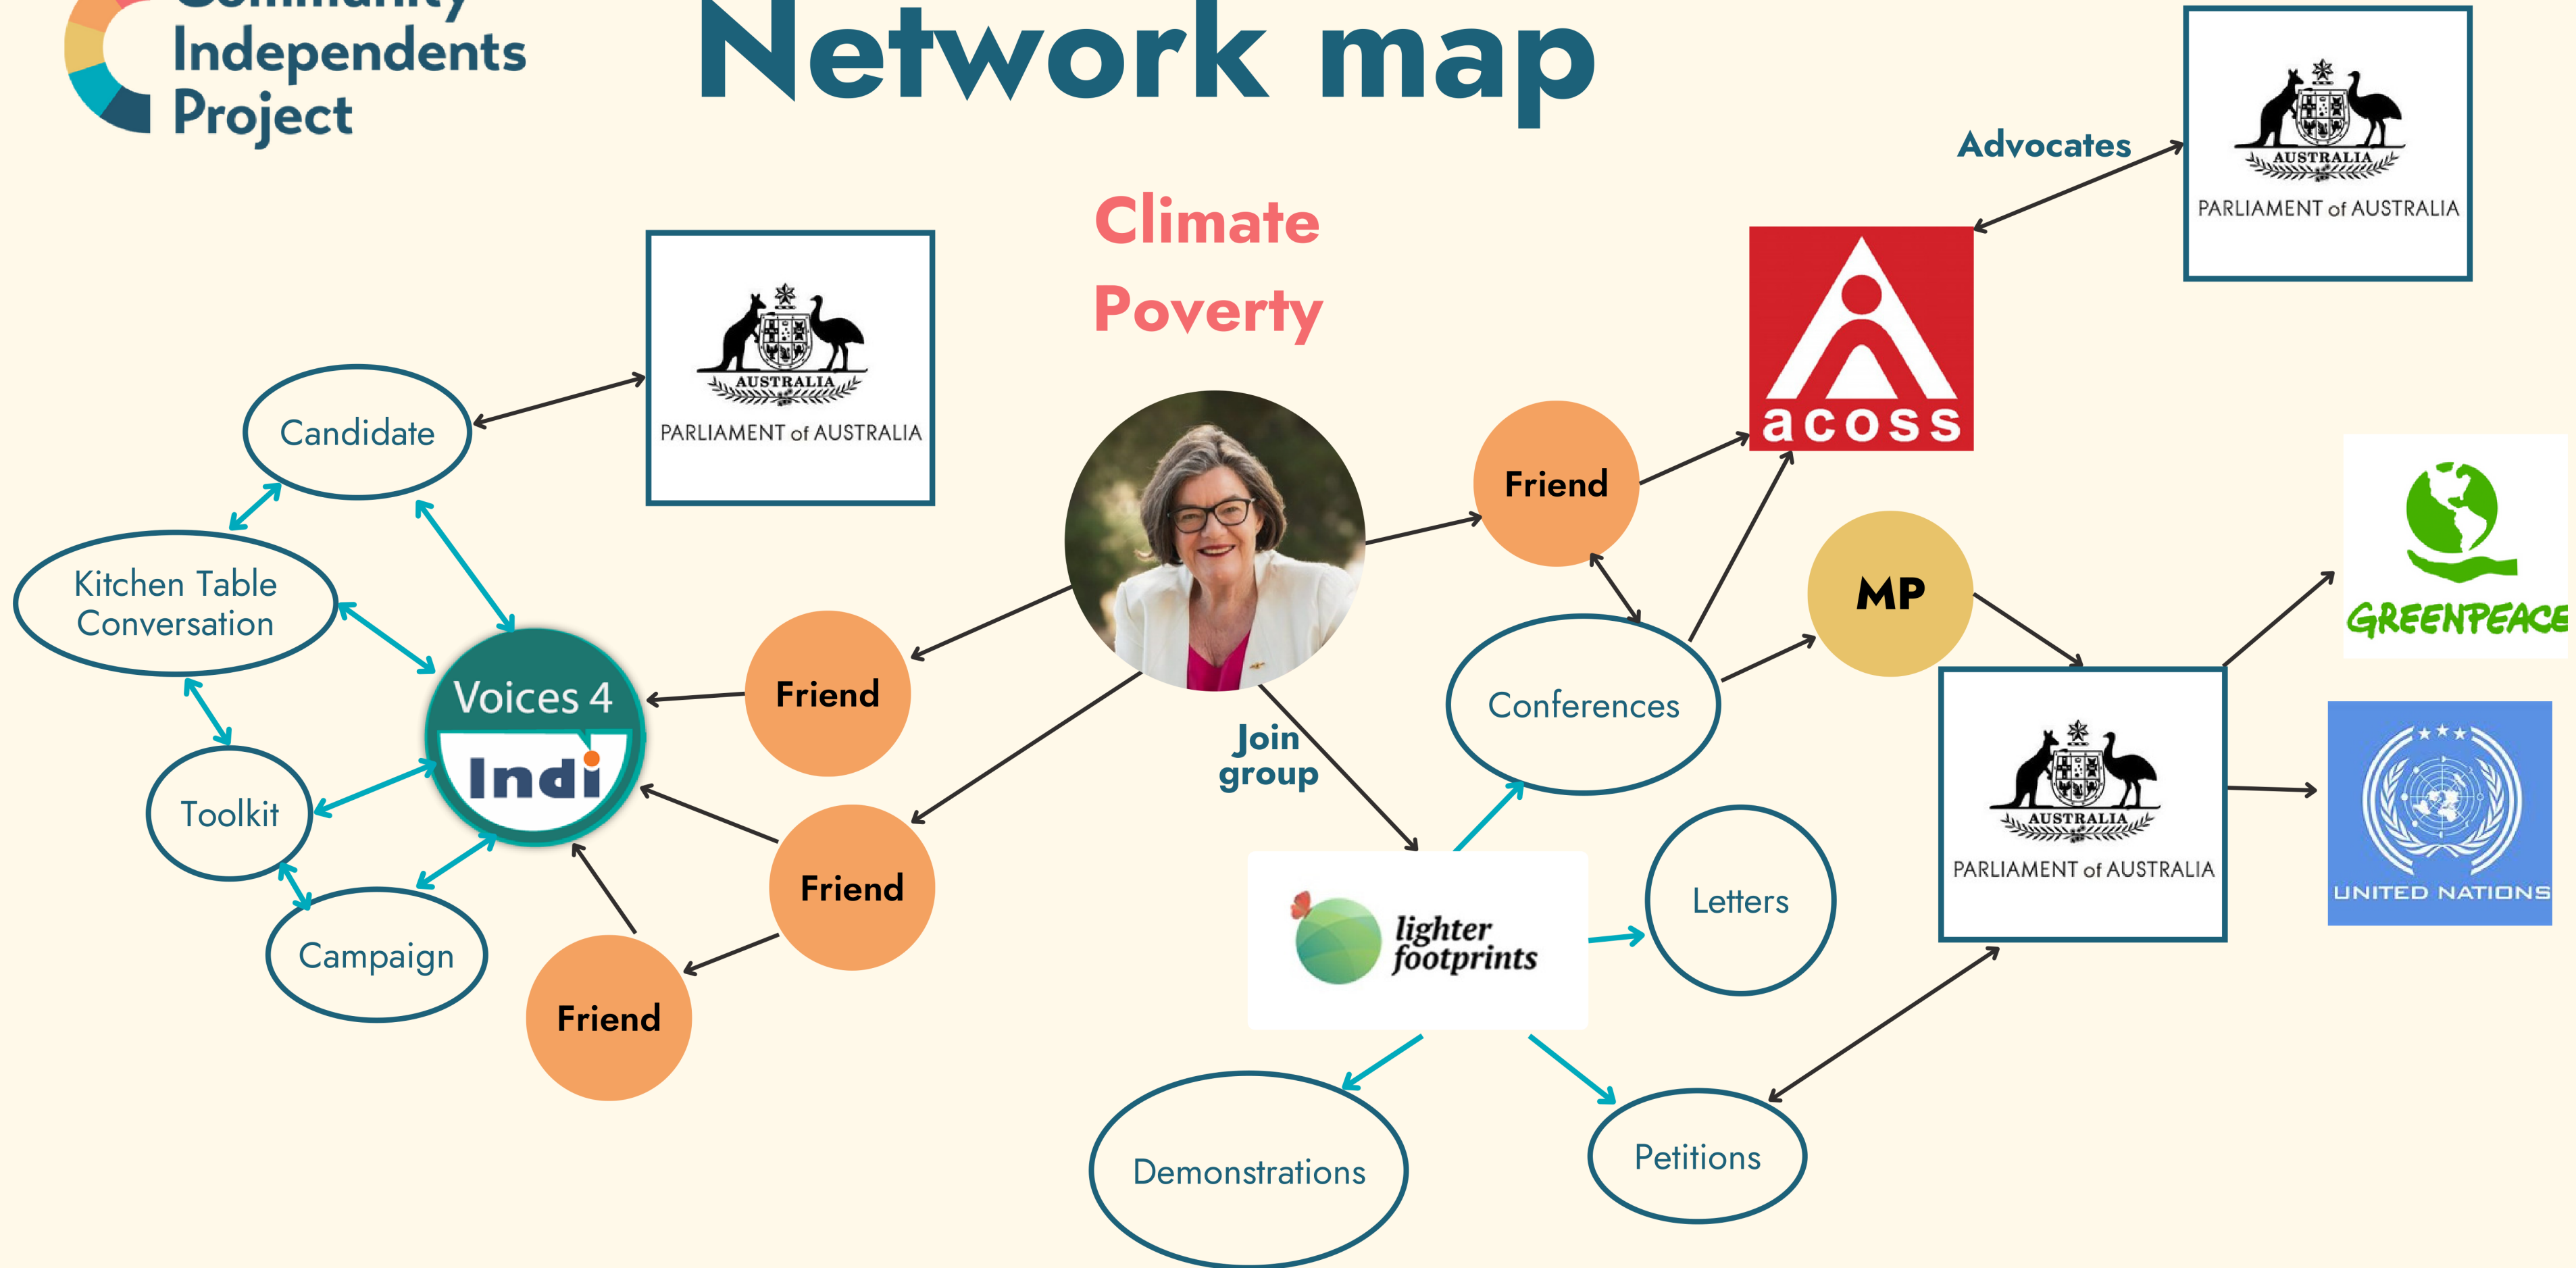 Community
Independents
Project
Network map
Climate
Poverty
Advocates
AUSTRALIA
PARLIAMENT of AUSTRALIA
AUSTRALIA
PARLIAMENT of AUSTRALIA
acoss
Candidate
Kitchen Table
Conversation
Voices 4
Indi
Toolkit
Campaign
Friend
Friend
Friend
Friend
Join
group
Conferences
MP
lighter
footprints
Letters
Demonstrations
Petitions
AUSTRALIA
PARLIAMENT of AUSTRALIA
GREENPEACE
UNITED NATIONS